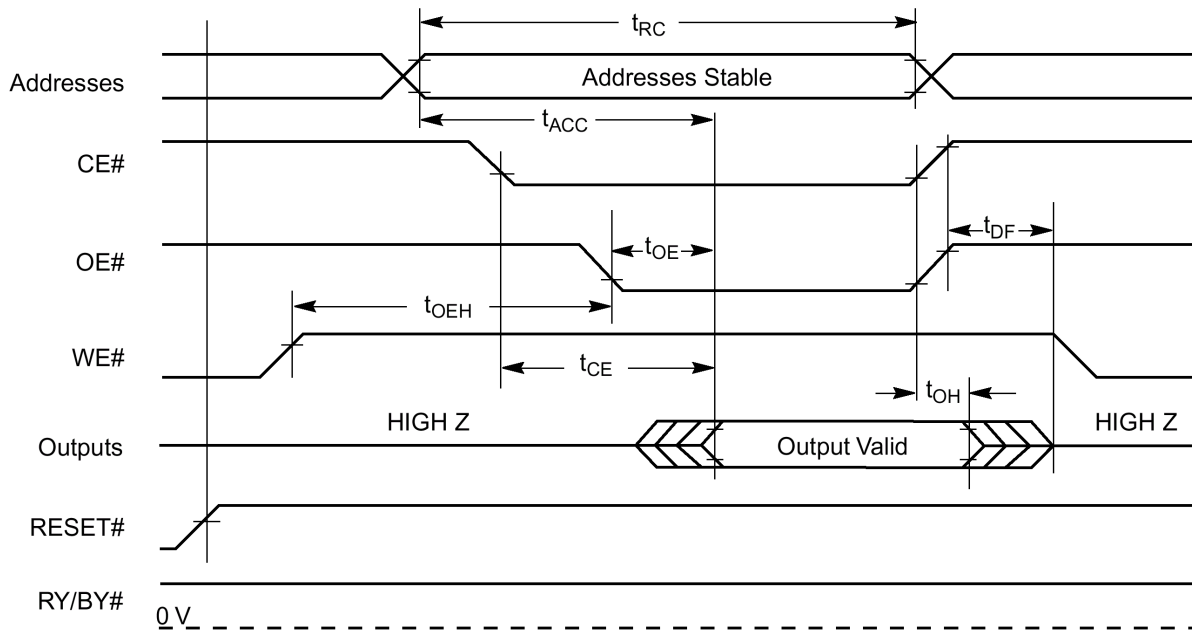 tRC
Addresses
Addresses Stable
tACC
CE#
tDF
OE#
tOE
tOEH
WE#
tCE
tOH
HIGH Z
HIGH Z
Outputs
Output Valid
RESET#
RY/BY#
0 V